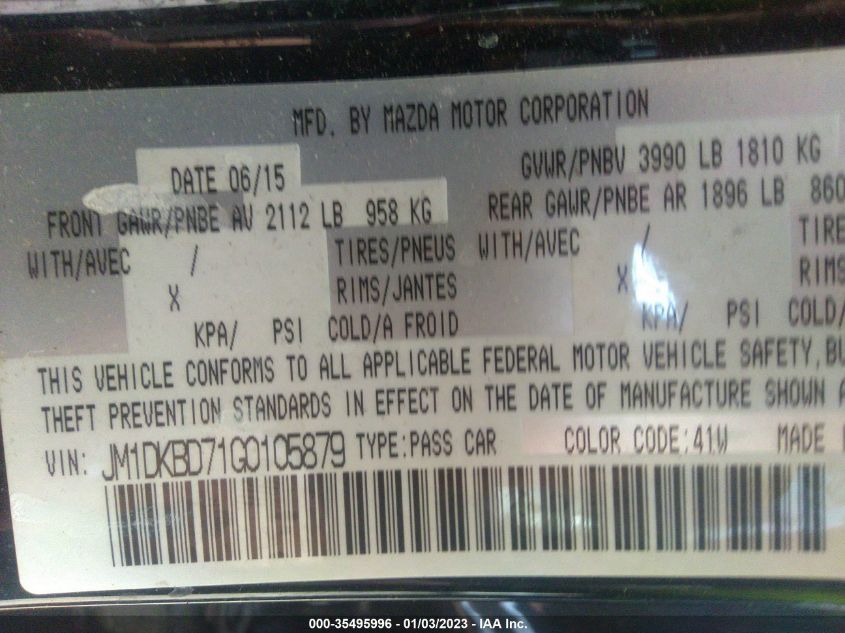 MFD. BY MAZDA MOTOR CORPORATION
DATE 06/15 GVWR/PNBV 3990 LB 1810 KG
FRONT GAWR/PNBE AV 2112 LB 958 KG REAR GAWR/PNBE AR 1896 LB 860
WITH/AVEC / TIRES/PNEUS WITH/AVEC / TIRE
X RIMS/JANTES X RIMS
KPA/ PSI COLD/A FROID KPA/ PSI COLD/
THIS VEHICLE CONFORMS TO ALL APPLICABLE FEDERAL MOTOR VEHICLE SAFETY, BU
THEFT PREVENTION STANDARDS IN EFFECT ON THE DATE OF MANUFACTURE SHOWN A
VIN: JM1DKBD71G0105879 TYPE:PASS CAR COLOR CODE:41W MADE
000-35495996 - 01/03/2023 - IAA Inc.